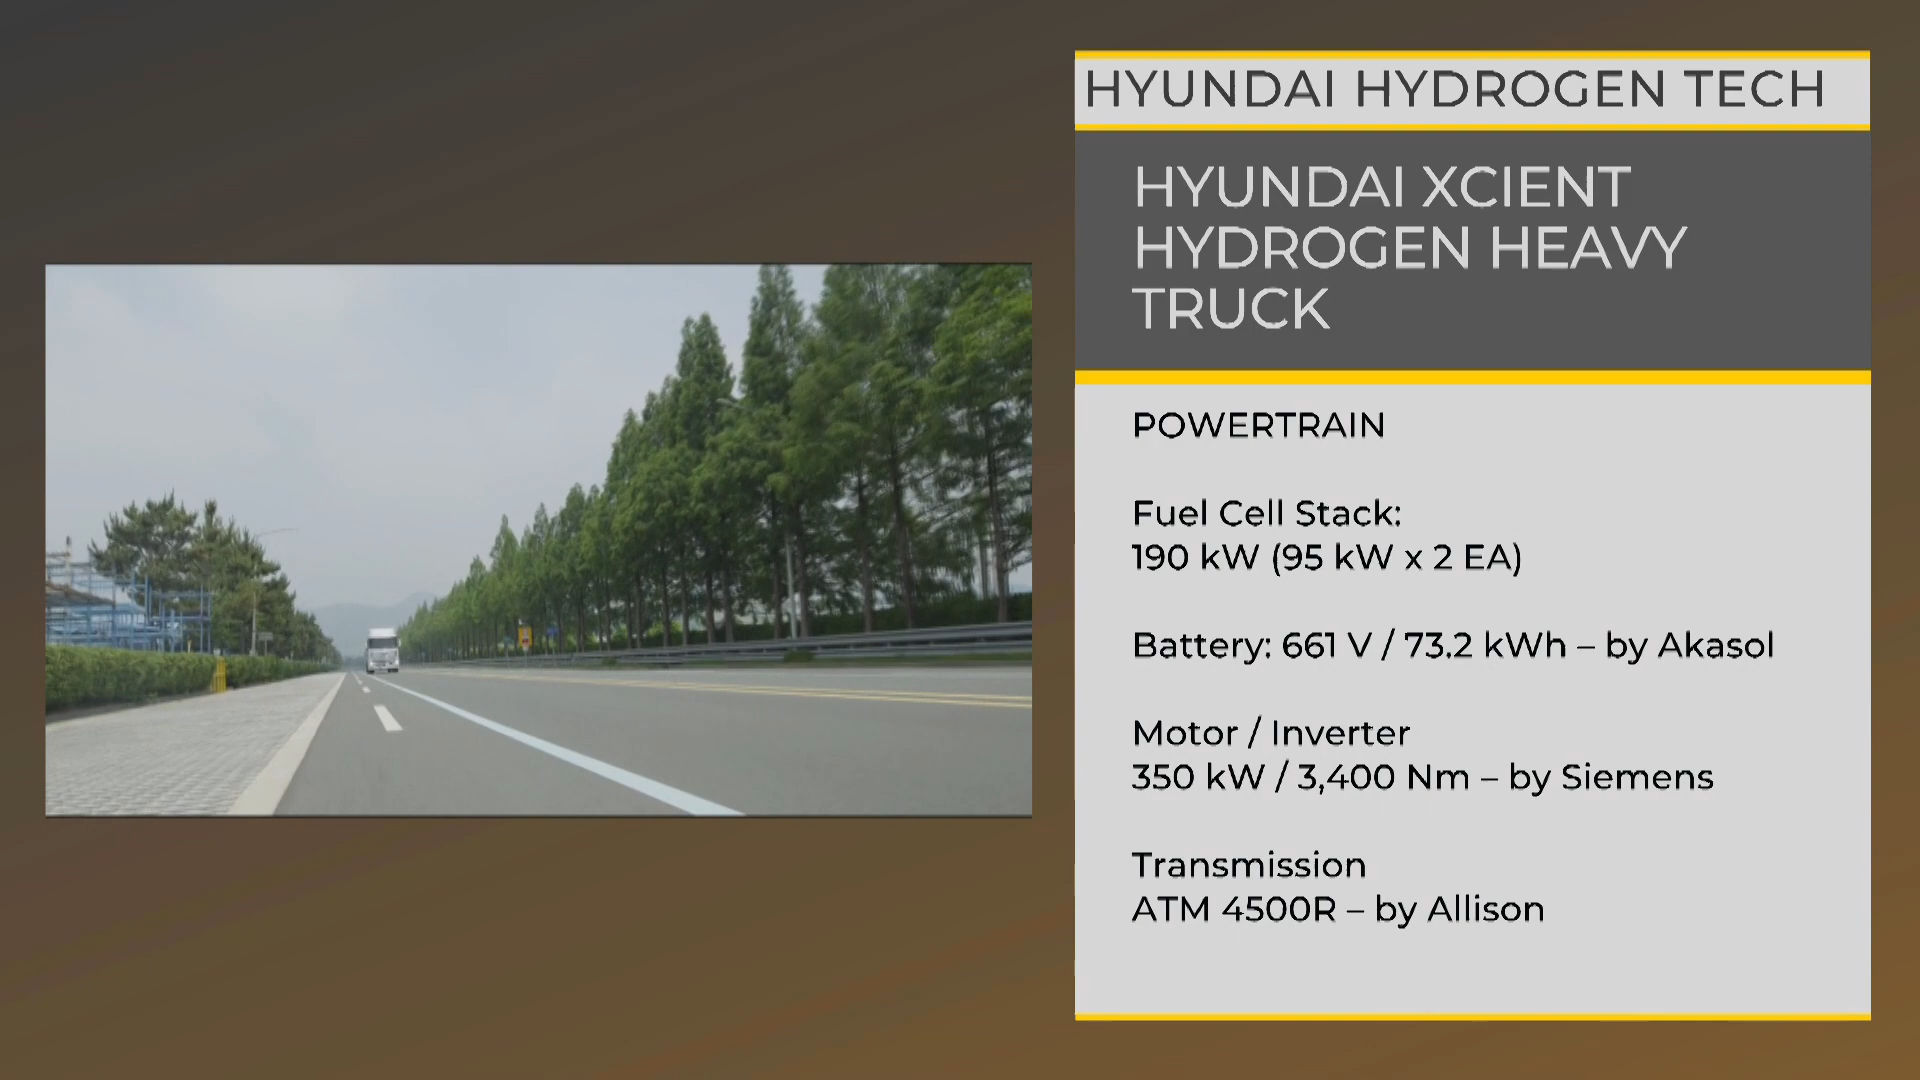 HYUNDAI HYDROGEN TECH
HYUNDAI XCIENT
HYDROGEN HEAVY
TRUCK
POWERTRAIN
Fuel Cell Stack:
190 kW (95 kW x 2 EA)
Battery: 661 V / 73.2 kWh – by Akasol
Motor / Inverter
350 kW / 3,400 Nm – by Siemens
Transmission
ATM 4500R – by Allison